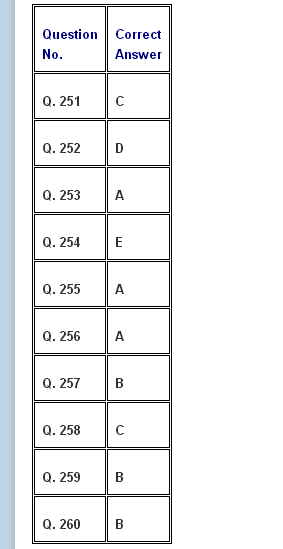 Question Correct
No. Answer
Q. 251 C
Q. 252 D
Q. 253 A
Q. 254 E
Q. 255 A
Q. 256 A
Q. 257 B
Q. 258 C
Q. 259 B
Q. 260 B